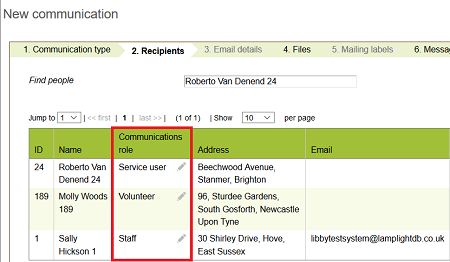 New communication
1. Communication type 2. Recipients 3. Email details 4. Files 5. Mailing labels 6. Messa
Find people Roberto Van Denend 24
Jump to 1 | << first | 1 | last >> | (1 of 1) | Show 10 per page
Communications
ID Name role Address Email
24 Roberto Service user Beechwood Avenue,
Van Denend 24 Stanmer, Brighton
189 Molly Woods Volunteer 96, Sturdee Gardens,
189 South Gosforth, Newcastle
Upon Tyne
1 Sally Staff 30 Shirley Drive, Hove, libbytestsystem@lamplightdb.co.uk
Hickson 1 East Sussex